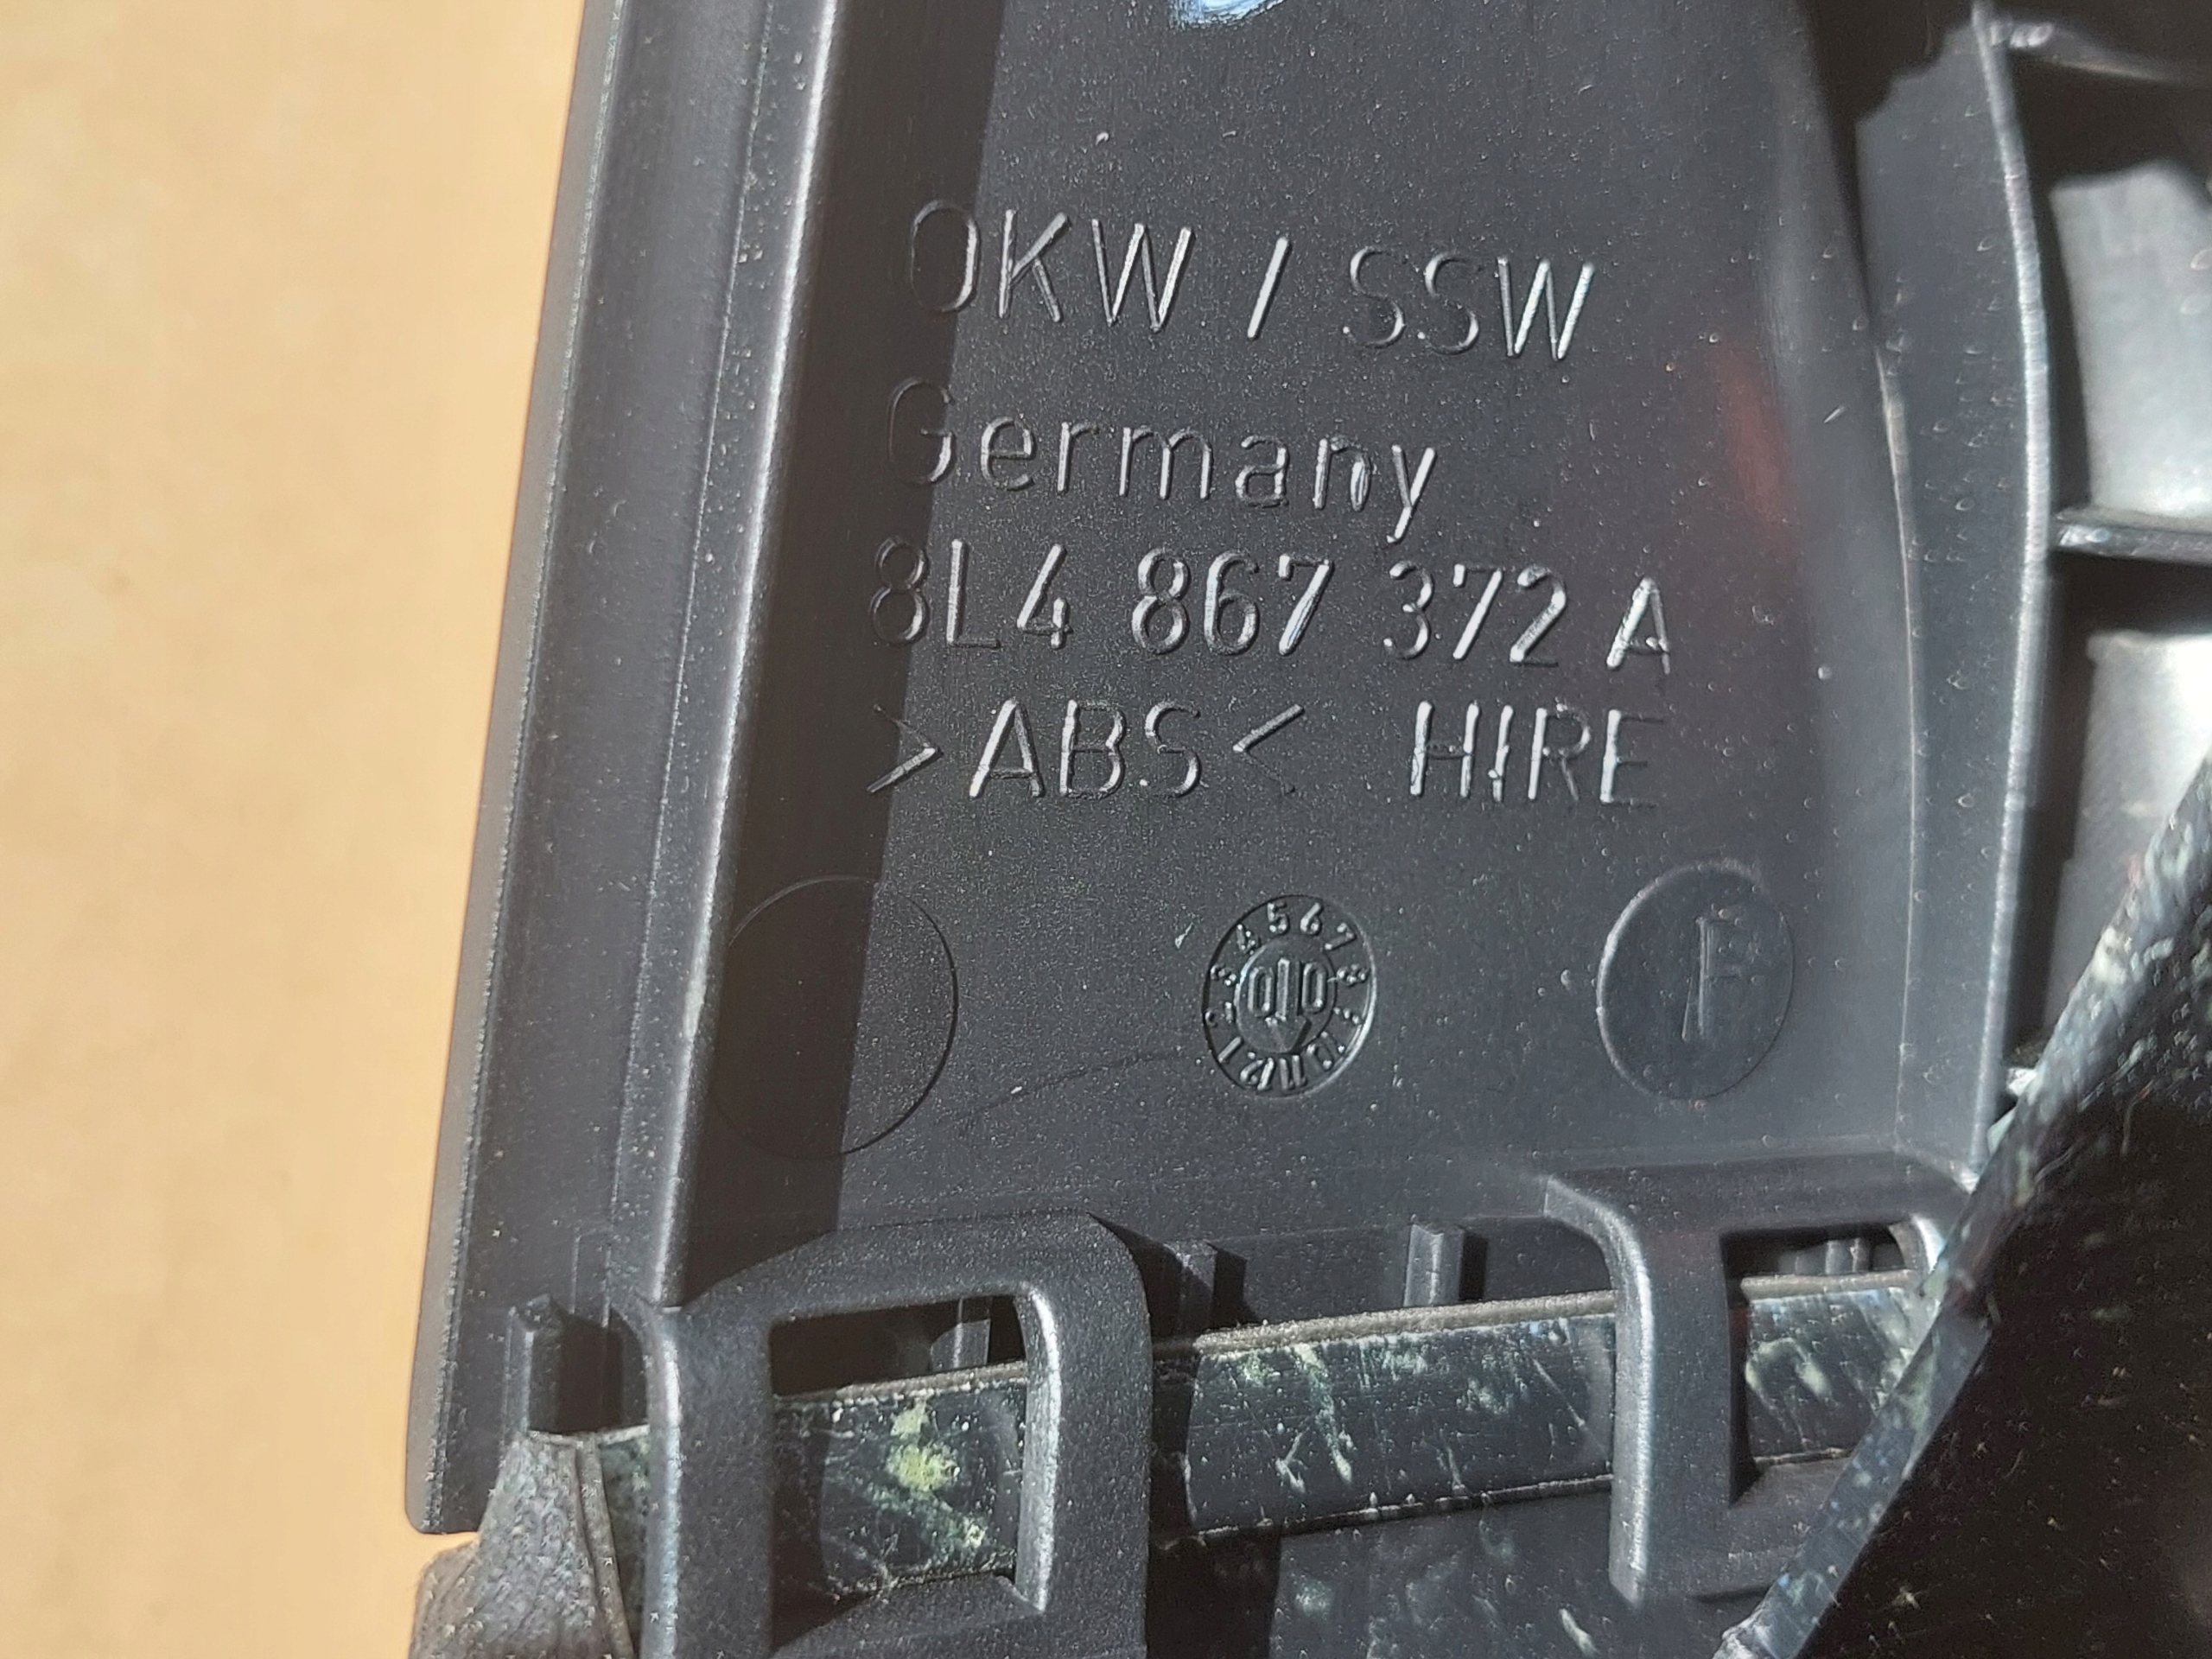 OKW / SSW
Germany
8L4 867 372 A
>ABS< HIRE
F